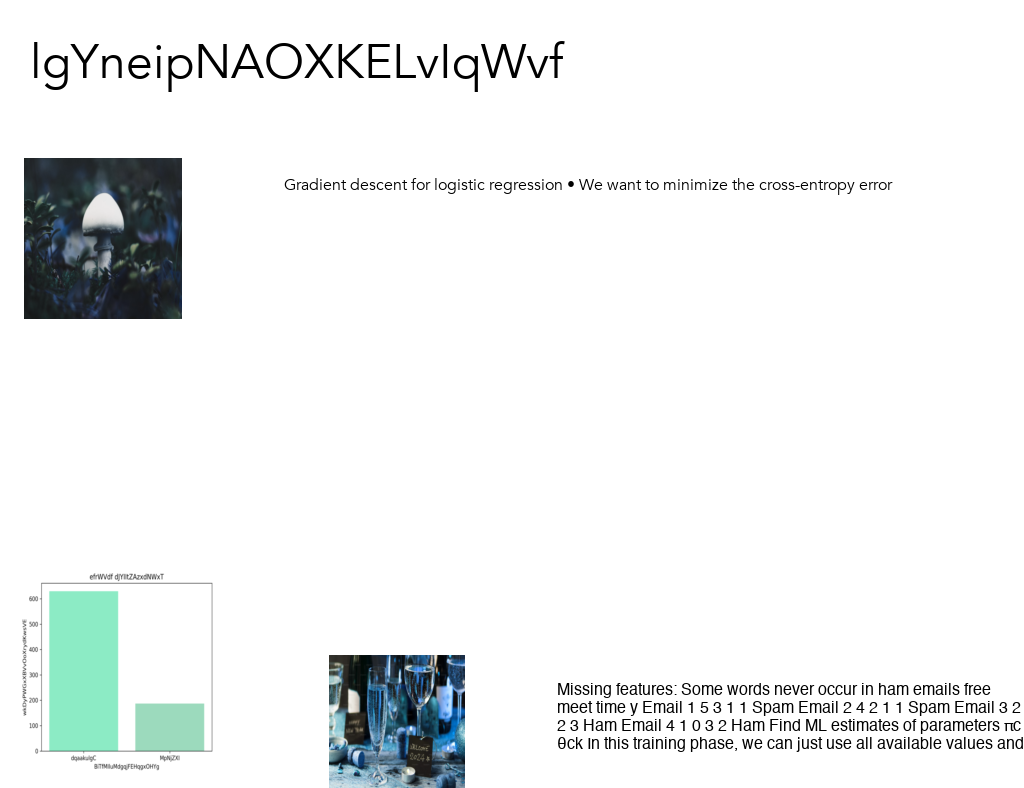 lgYneipNAOXKELvIqWvf
Gradient descent for logistic regression • We want to minimize the cross-entropy error
efrWVdf dJYlItZAzxdNWxT
600
500
400
300
200
100
0
dqaakuIgC MpNjZXI
BiTfMIluMdgqjFEHqgxOHYg
Missing features: Some words never occur in ham emails free
meet time y Email 1 5 3 1 1 Spam Email 2 4 2 1 1 Spam Email 3 2
2 3 Ham Email 4 1 0 3 2 Ham Find ML estimates of parameters πc
θck In this training phase, we can just use all available values and